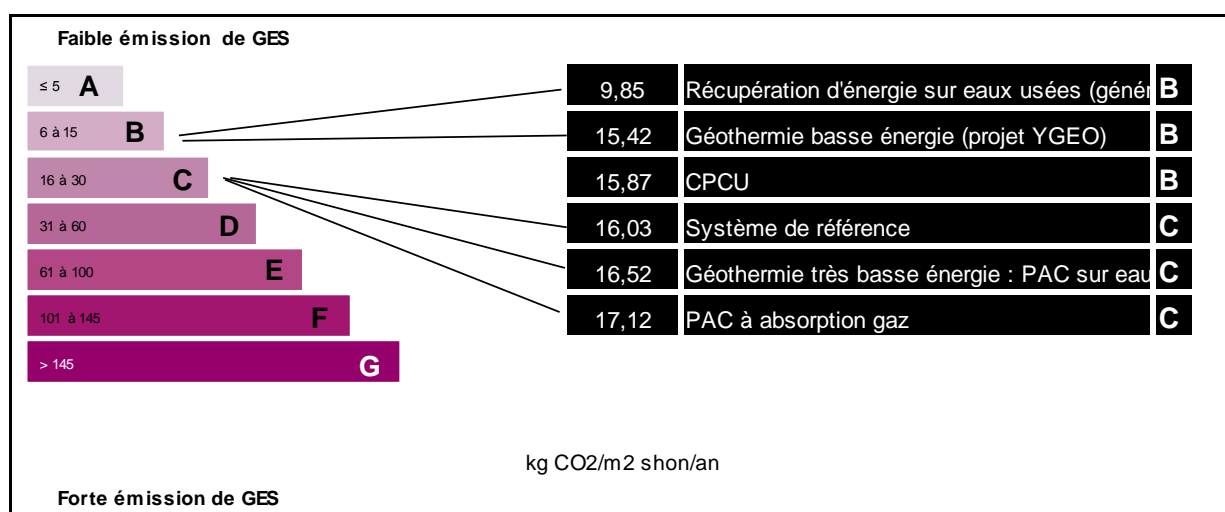 Faible émission de GES
≤ 5 A
6 à 15 B
16 à 30 C
31 à 60 D
61 à 100 E
101 à 145 F
> 145 G
9,85 Récupération d'énergie sur eaux usées (génér B
15,42 Géothermie basse énergie (projet YGEO) B
15,87 CPCU B
16,03 Système de référence C
16,52 Géothermie très basse énergie : PAC sur eau C
17,12 PAC à absorption gaz C
kg CO2/m2 shon/an
Forte émission de GES